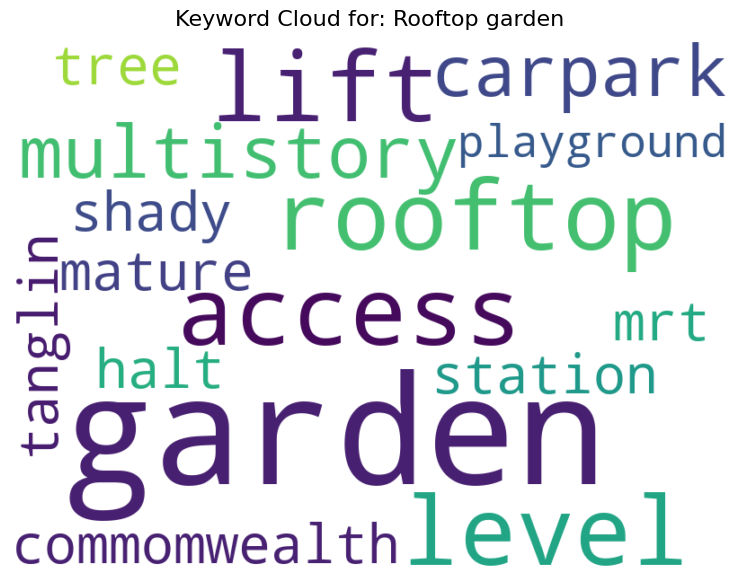 Keyword Cloud for: Rooftop garden
tree
lift
carpark
multistory
playground
shady
rooftop
tanglin
mature
access
mrt
halt
station
garden
commomwealth
level